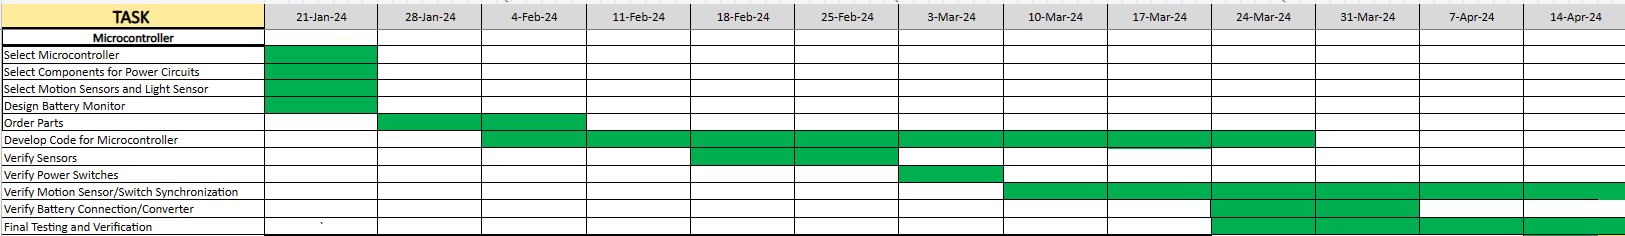 TASK 21-Jan-24 28-Jan-24 4-Feb-24 11-Feb-24 18-Feb-24 25-Feb-24 3-Mar-24 10-Mar-24 17-Mar-24 24-Mar-24 31-Mar-24 7-Apr-24 14-Apr-24
Microcontroller
Select Microcontroller
Select Components for Power Circuits
Select Motion Sensors and Light Sensor
Design Battery Monitor
Order Parts
Develop Code for Microcontroller
Verify Sensors
Verify Power Switches
Verify Motion Sensor/Switch Synchronization
Verify Battery Connection/Converter
Final Testing and Verification `